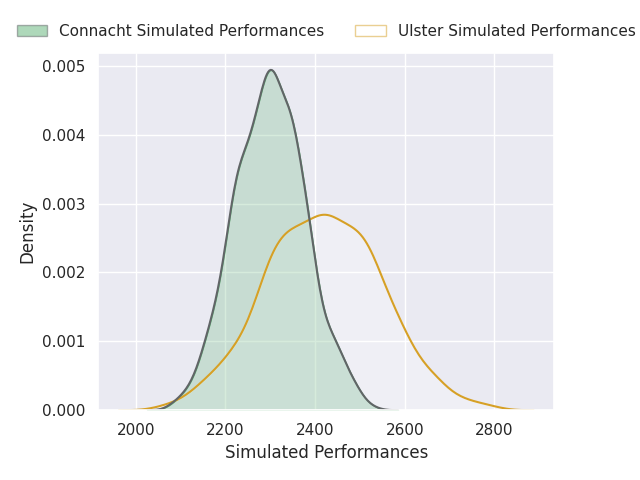 Connacht Simulated Performances Ulster Simulated Performances
0.005
0.004
0.003
0.002
0.001
0.000
Density
2000 2200 2400 2600 2800
Simulated Performances